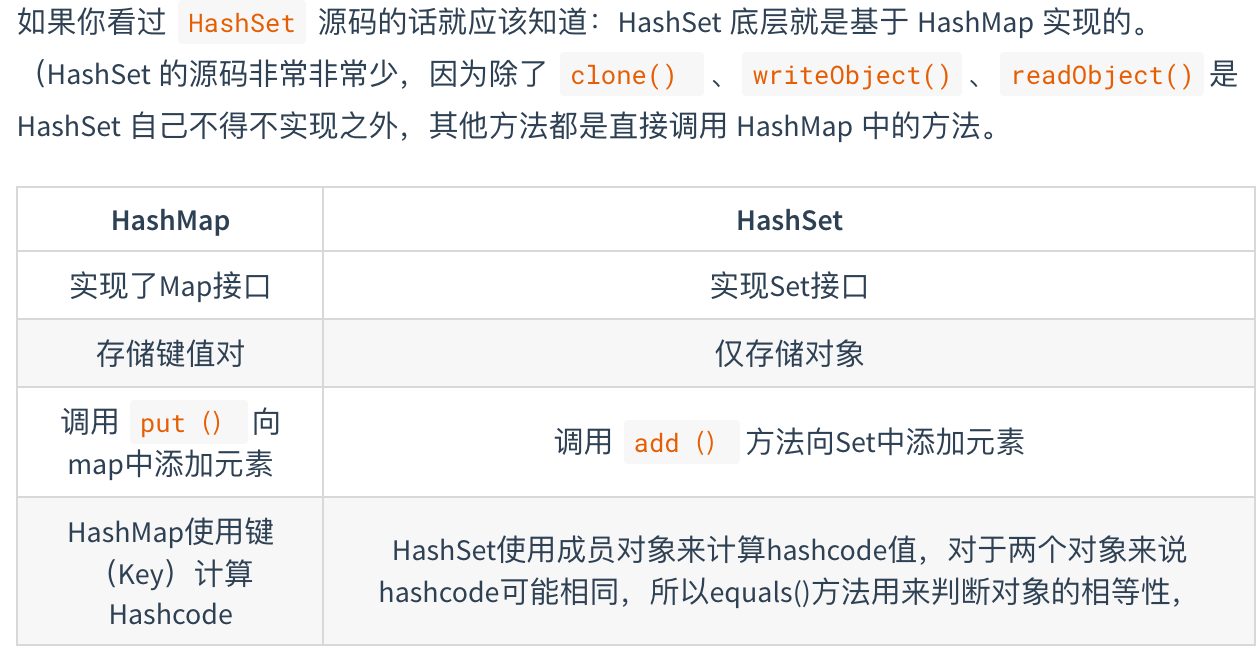 如果你看过 HashSet 源码的话就应该知道：HashSet 底层就是基于 HashMap 实现的。
（HashSet 的源码非常非常少，因为除了 clone() 、writeObject() 、readObject() 是
HashSet 自己不得不实现之外，其他方法都是直接调用 HashMap 中的方法。
HashMap HashSet
实现了Map接口 实现Set接口
存储键值对 仅存储对象
调用 put（）向
map中添加元素
调用 add（）方法向Set中添加元素
HashMap使用键
（Key）计算
Hashcode
HashSet使用成员对象来计算hashcode值，对于两个对象来说
hashcode可能相同，所以equals()方法用来判断对象的相等性，